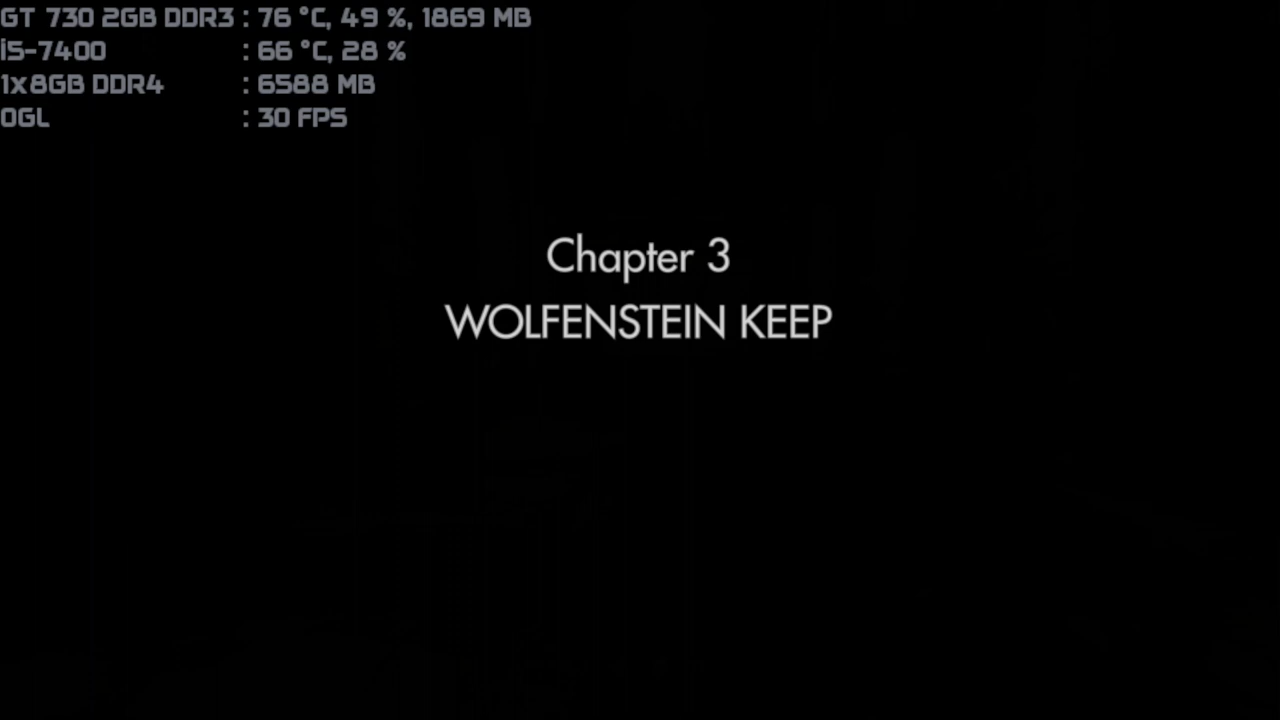 GT 730 2GB DDR3 : 76 °C, 49 %, 1869 MB
i5-7400 : 66 °C, 28 %
1x8GB DDR4 : 6588 MB
OGL : 30 FPS
Chapter 3
WOLFENSTEIN KEEP